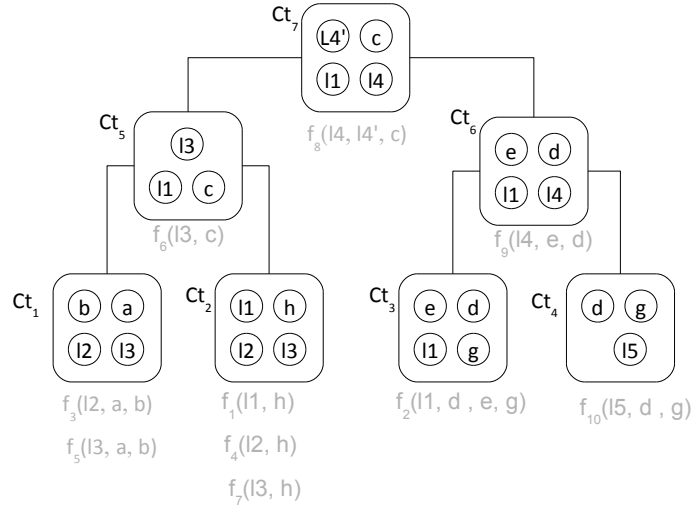 Ct7
L4' c
l1 l4
f8(l4, l4', c)
Ct5
l3
l1 c
f6(l3, c)
Ct6
e d
l1 l4
f9(l4, e, d)
Ct1
b a
l2 l3
f3(l2, a, b)
f5(l3, a, b)
Ct2
l1 h
l2 l3
f1(l1, h)
f4(l2, h)
f7(l3, h)
Ct3
e d
l1 g
f2(l1, d , e, g)
Ct4
d g
l5
f10(l5, d , g)